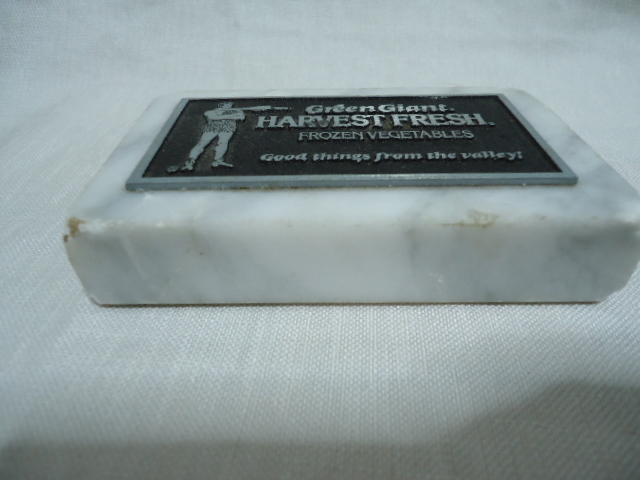 Green Giant.
HARVEST FRESH.
FROZEN VEGETABLES
Good things from the valley!